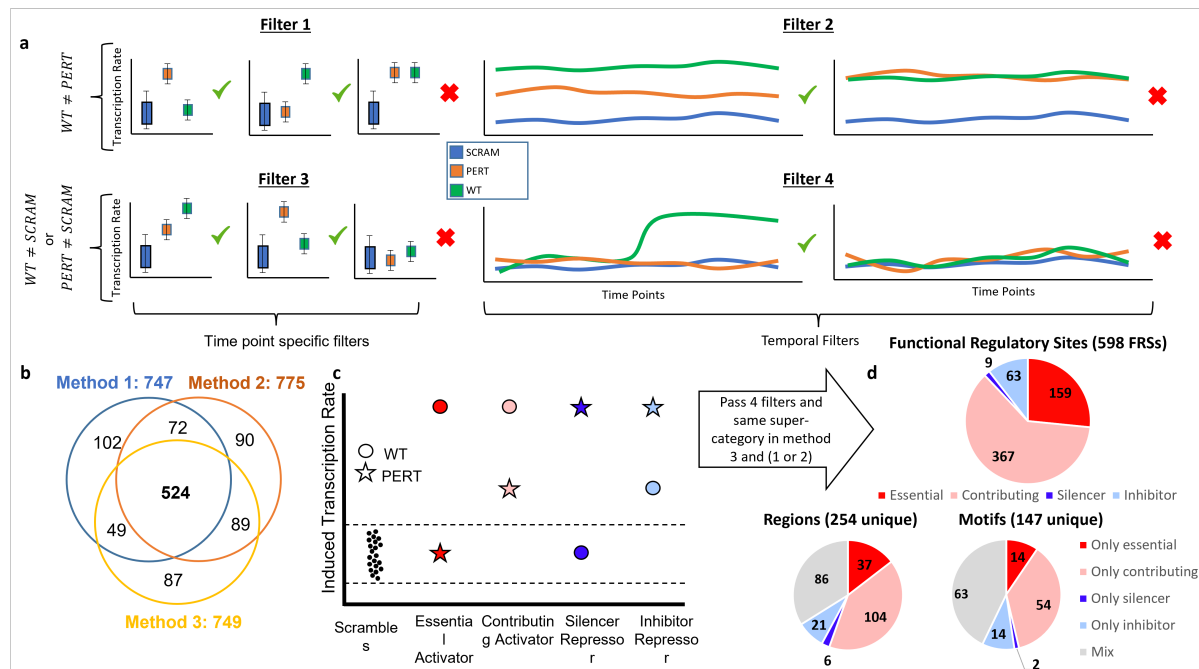 Filter 1
Filter 2
a
WT ≠ PERT
Transcription Rate
SCRAM
PERT
WT
Filter 3
Filter 4
WT ≠ SCRAM
or
PERT ≠ SCRAM
Transcription Rate
Time Points
Time Points
Time point specific filters
Temporal Filters
b
Method 1: 747
Method 2: 775
102
72
90
524
49
89
87
Method 3: 749
c
Induced Transcription Rate
WT
PERT
Scramble
s
Essentia
l
Activator
Contributin
g Activator
Silencer
Represso
r
Inhibitor
Represso
r
Pass 4 filters and
same super-
category in method
3 and (1 or 2)
d
Functional Regulatory Sites (598 FRSs)
9
63
159
367
Essential
Contributing
Silencer
Inhibitor
Regions (254 unique)
37
104
6
21
86
Motifs (147 unique)
14
54
2
14
63
Only essential
Only contributing
Only silencer
Only inhibitor
Mix